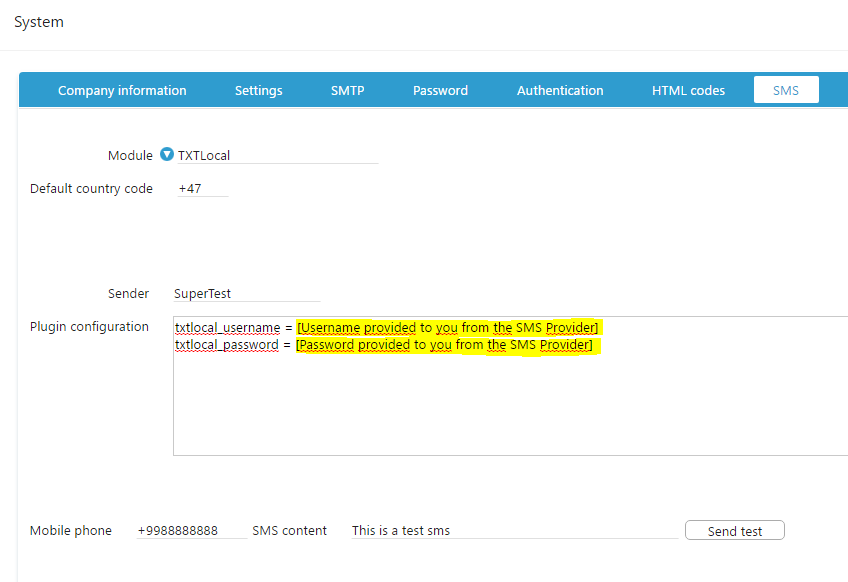 System
Company information Settings SMTP Password Authentication HTML codes SMS
Module TXTLocal
Default country code +47
Sender SuperTest
Plugin configuration txtlocal_username = [Username provided to you from the SMS Provider]
txtlocal_password = [Password provided to you from the SMS Provider]
Mobile phone +9988888888 SMS content This is a test sms Send test